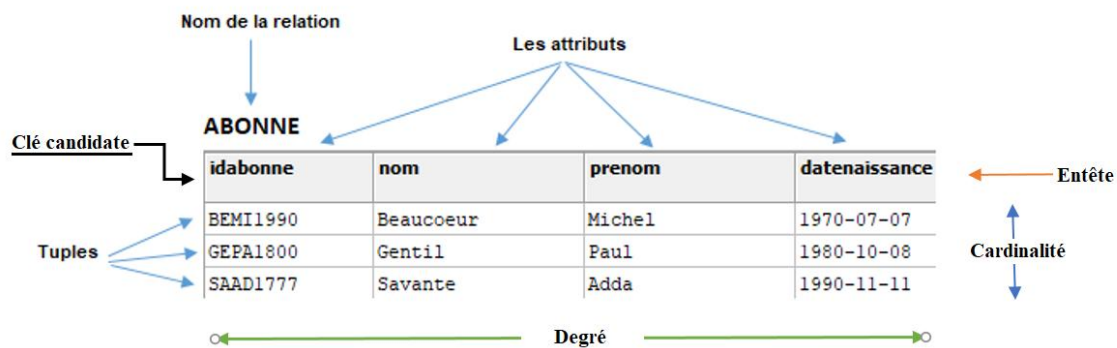 Nom de la relation
Les attributs
ABONNE
Clé candidate
idabonne nom prenom datenaissance
Entête
BEMI1990 Beaucoeur Michel 1970-07-07
Tuples
GEPA1800 Gentil Paul 1980-10-08
Cardinalité
SAAD1777 Savante Adda 1990-11-11
Degré